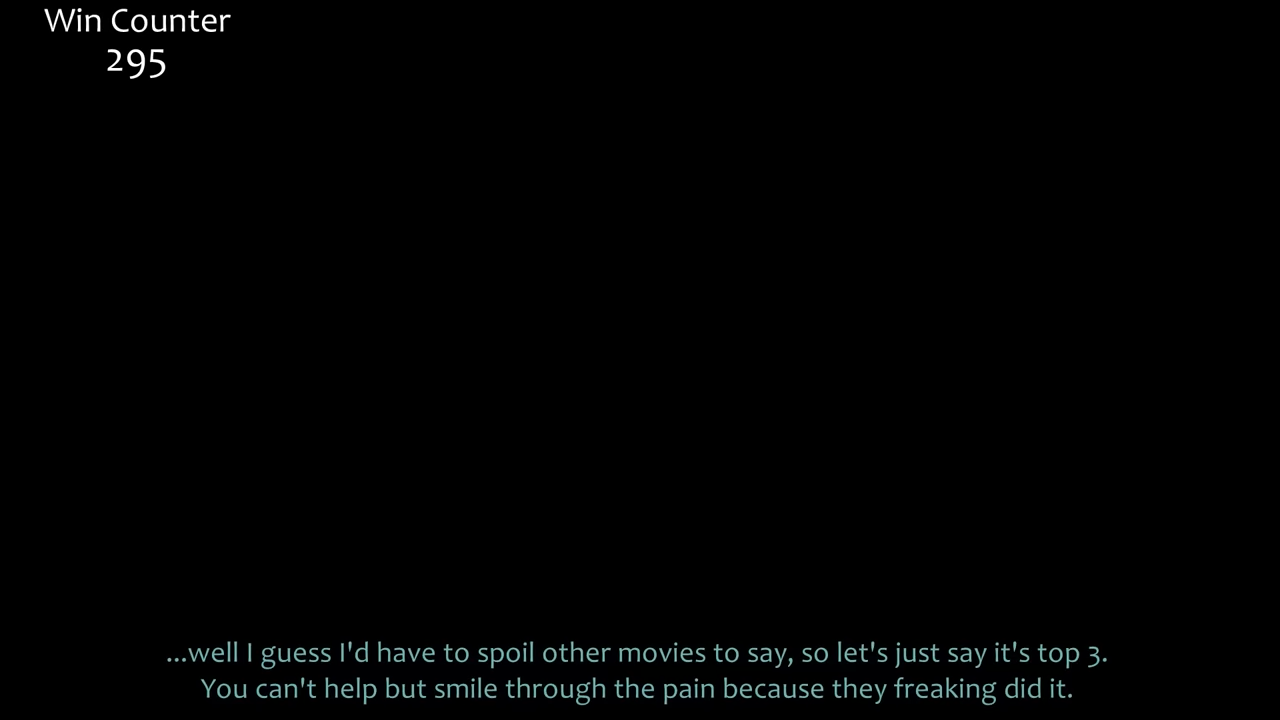 Win Counter
295
...well I guess I'd have to spoil other movies to say, so let's just say it's top 3.
You can't help but smile through the pain because they freaking did it.